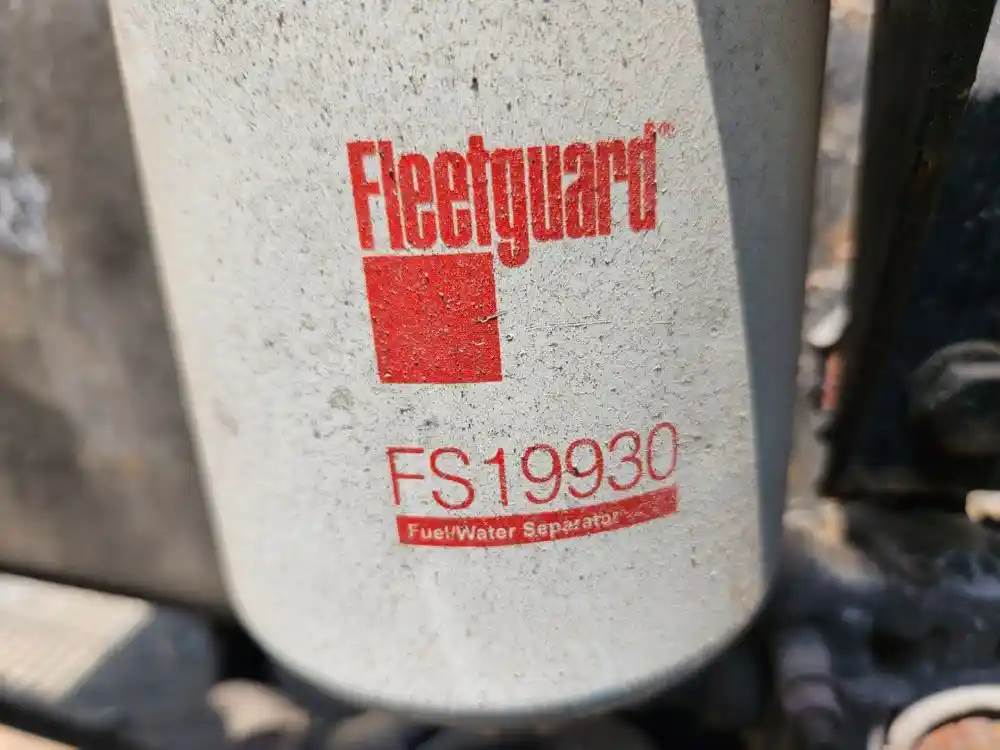 Fleetguard®
FS19930
Fuel/Water Separator